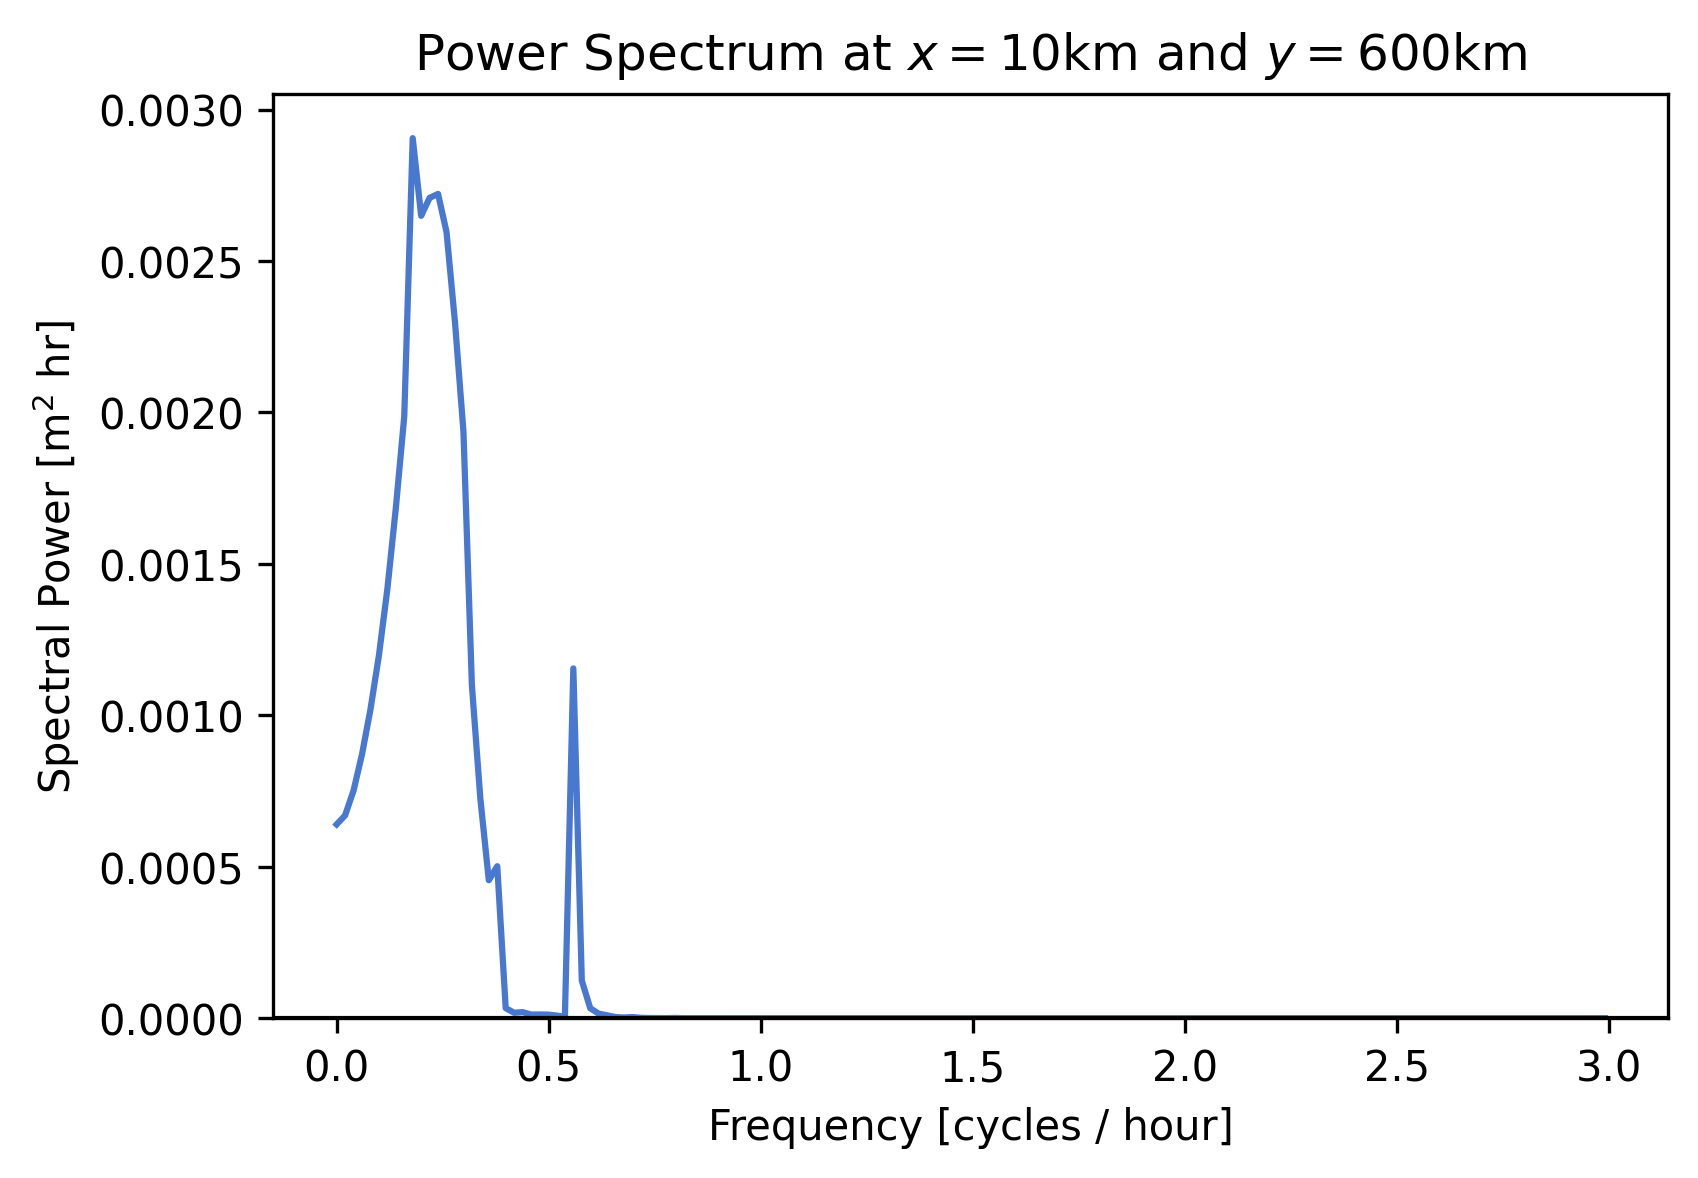 Power Spectrum at x = 10km and y = 600km
0.0030
0.0025
0.0020
0.0015
0.0010
0.0005
0.0000
Spectral Power [m² hr]
0.0 0.5 1.0 1.5 2.0 2.5 3.0
Frequency [cycles / hour]